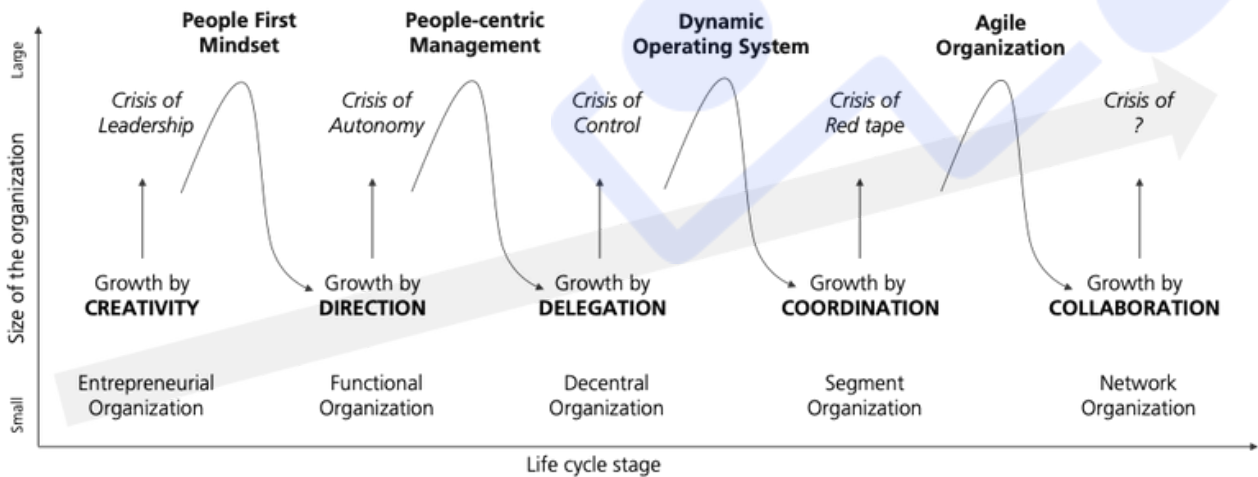 People First
Mindset
People-centric
Management
Dynamic
Operating System
Agile
Organization
Large
Size of the organization
Small
Crisis of
Leadership
Crisis of
Autonomy
Crisis of
Control
Crisis of
Red tape
Crisis of
?
Growth by
CREATIVITY
Growth by
DIRECTION
Growth by
DELEGATION
Growth by
COORDINATION
Growth by
COLLABORATION
Entrepreneurial
Organization
Functional
Organization
Decentral
Organization
Segment
Organization
Network
Organization
Life cycle stage